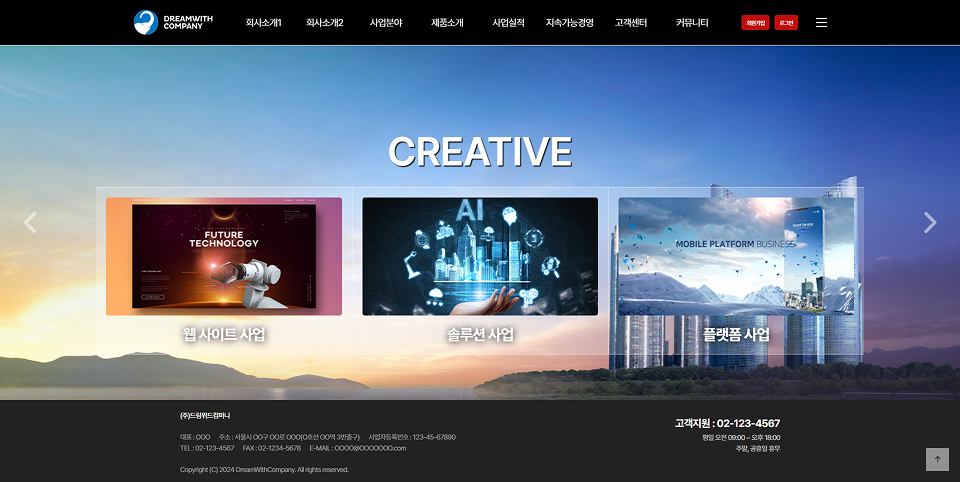 DREAMWITH
COMPANY
회사소개1 회사소개2 사업분야 제품소개 사업실적 지속가능경영 고객센터 커뮤니티 회원가입 로그인
CREATIVE
FUTURE
TECHNOLOGY
AI
Smart Service
MOBILE PLATFORM BUSINESS
웹 사이트 사업 솔루션 사업 플랫폼 사업
(주)드림위드컴퍼니
대표 : OOO 주소 : 서울시 OO구 OO로 OOO(O호선 OO역 3번출구) 사업자등록번호 : 123-45-67890
TEL : 02-123-4567 FAX : 02-1234-5678 E-MAIL : OOOO@OOOOOOO.com
Copyright (C) 2024 DreamWithCompany. All rights reserved.
고객지원 : 02-123-4567
평일 오전 09:00 ~ 오후 18:00
주말, 공휴일 휴무